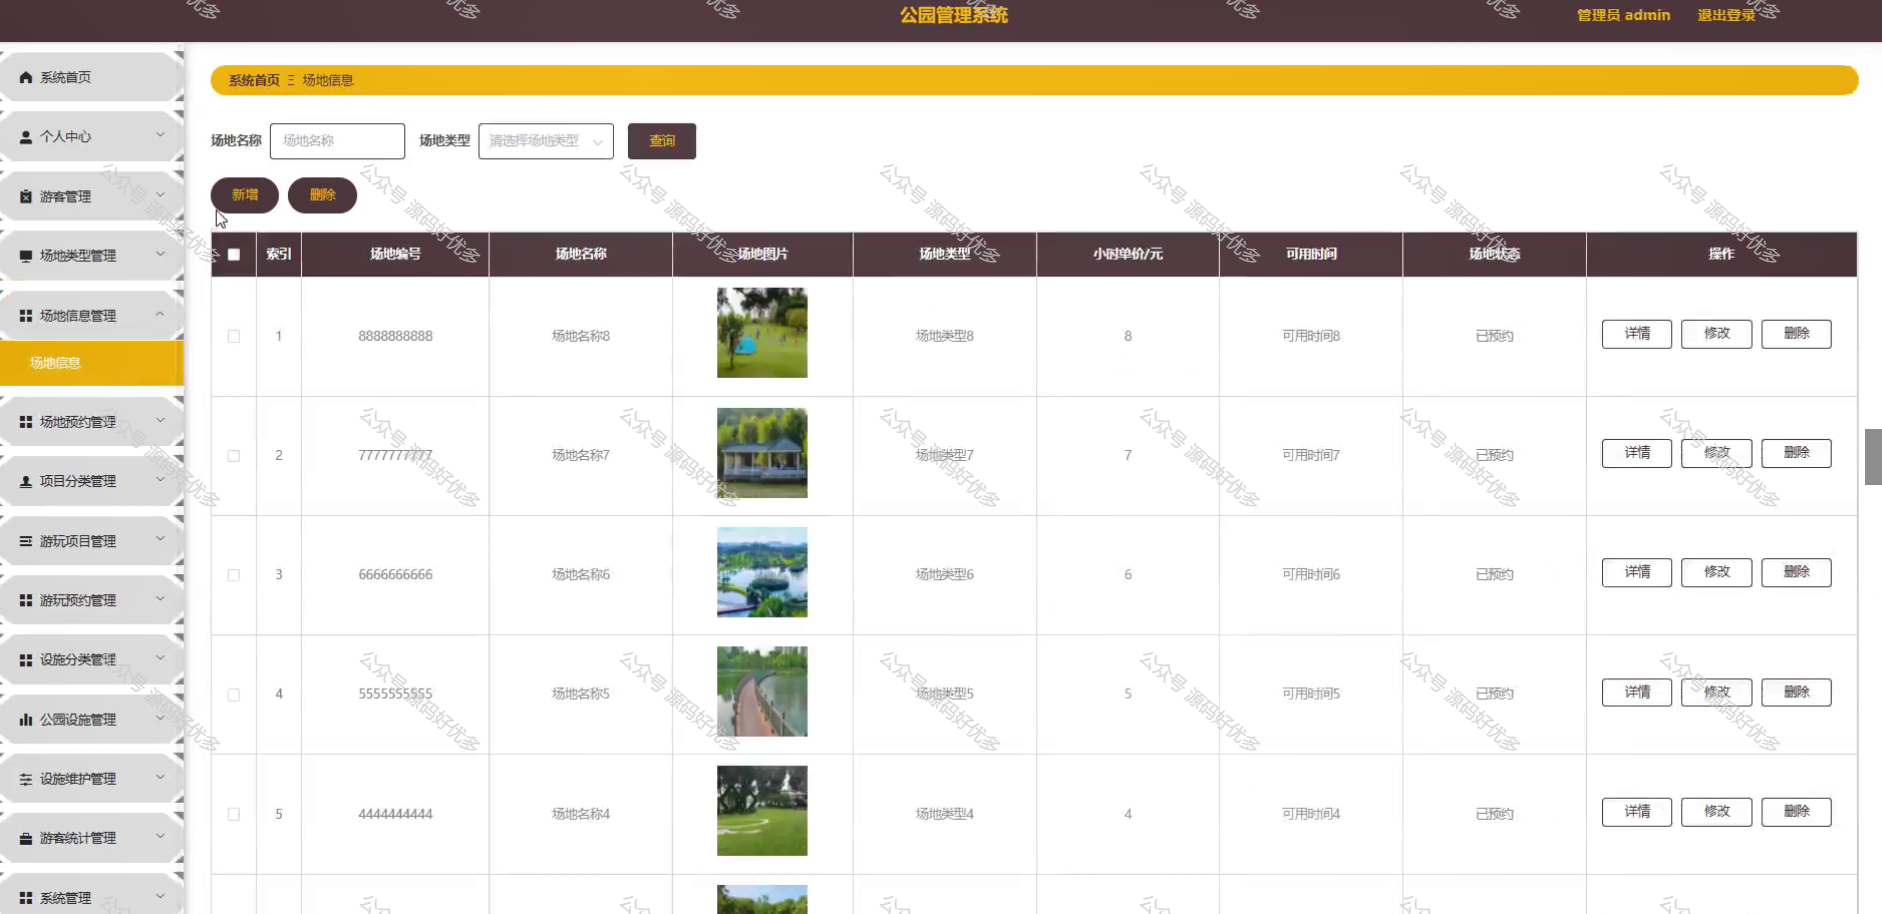 公园管理系统
管理员 admin 退出登录
系统首页
个人中心
游客管理
场地类型管理
场地信息管理
场地信息
场地预约管理
项目分类管理
游玩项目管理
游玩预约管理
设施分类管理
公园设施管理
设施维护管理
游客统计管理
系统管理
系统首页 Ξ 场地信息
场地名称 场地名称 场地类型 请选择场地类型 查询
新增 删除
索引 场地编号 场地名称 场地图片 场地类型 小时单价/元 可用时间 场地状态 操作
1 8888888888 场地名称8 场地类型8 8 可用时间8 已预约 详情 修改 删除
2 7777777777 场地名称7 场地类型7 7 可用时间7 已预约 详情 修改 删除
3 6666666666 场地名称6 场地类型6 6 可用时间6 已预约 详情 修改 删除
4 5555555555 场地名称5 场地类型5 5 可用时间5 已预约 详情 修改 删除
5 4444444444 场地名称4 场地类型4 4 可用时间4 已预约 详情 修改 删除
公众号 源码好优多